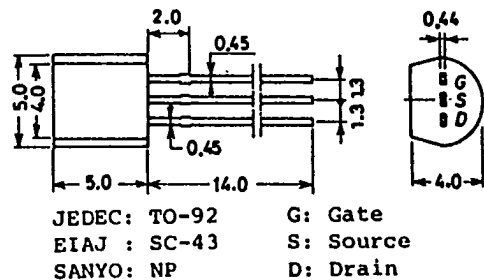 2.0
0.45
0.44
5.0
4.0
1.3
1.3
G
S
D
0.45
5.0
14.0
4.0
JEDEC: TO-92 G: Gate
EIAJ : SC-43 S: Source
SANYO: NP D: Drain